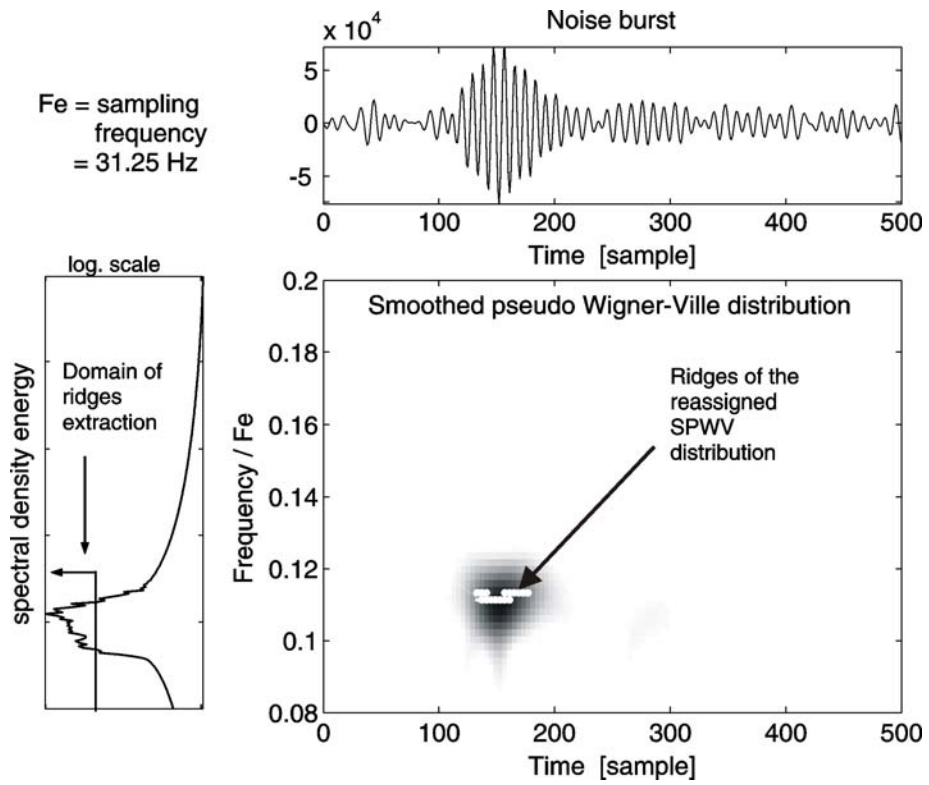 Noise burst
x 10^4
Fe = sampling
frequency
= 31.25 Hz
5
0
-5
0 100 200 300 400 500
Time [sample]
log. scale
spectral density energy
Domain of
ridges
extraction
Smoothed pseudo Wigner-Ville distribution
Ridges of the
reassigned
SPWV
distribution
Frequency / Fe
0.2
0.18
0.16
0.14
0.12
0.1
0.08
0 100 200 300 400 500
Time [sample]